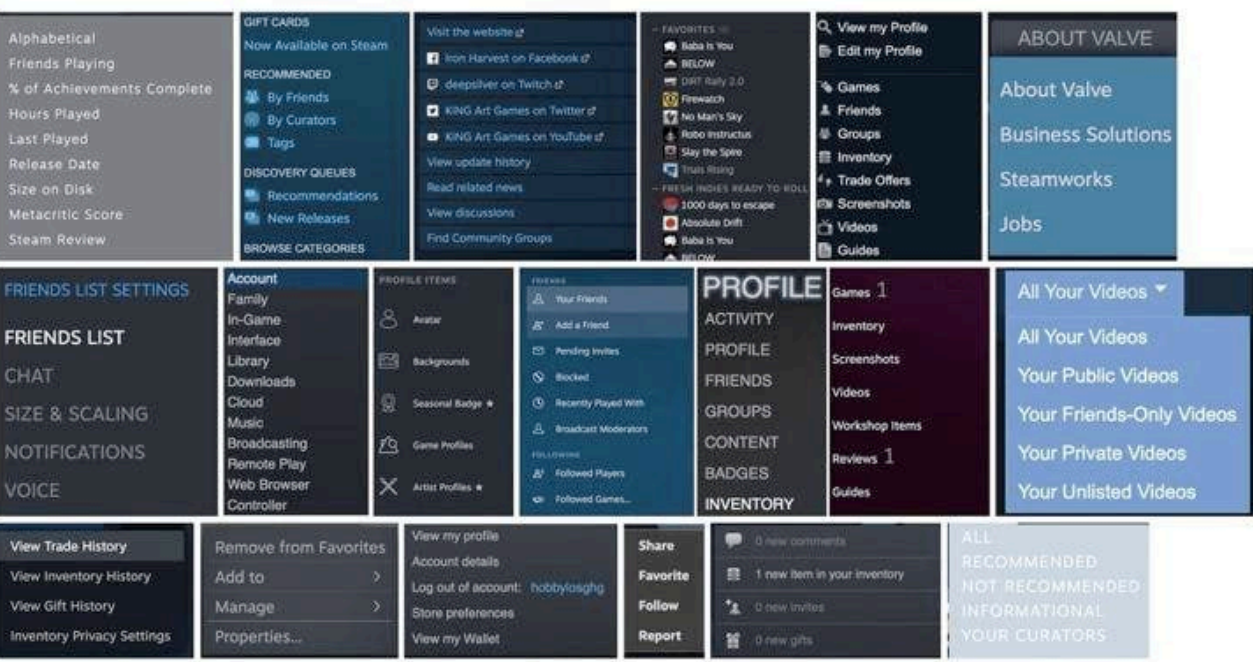 Alphabetical
Friends Playing
% of Achievements Complete
Hours Played
Last Played
Release Date
Size on Disk
Metacritic Score
Steam Review
GIFT CARDS
Now Available on Steam
RECOMMENDED
By Friends
By Curators
Tags
DISCOVERY QUEUES
Recommendations
New Releases
BROWSE CATEGORIES
Visit the website
Iron Harvest on Facebook
deepsilver on Twitch
KING Art Games on Twitter
KING Art Games on YouTube
View update history
Read related news
View discussions
Find Community Groups
— FAVORITES
Baba Is You
BELOW
DIRT Rally 2.0
Firewatch
No Man's Sky
Robo Instructus
Slay the Spire
Trials Rising
— FRESH INDIES READY TO ROLL
1000 days to escape
Absolute Drift
Baba Is You
BELOW
View my Profile
Edit my Profile
Games
Friends
Groups
Inventory
Trade Offers
Screenshots
Videos
Guides
ABOUT VALVE
About Valve
Business Solutions
Steamworks
Jobs
FRIENDS LIST SETTINGS
FRIENDS LIST
CHAT
SIZE & SCALING
NOTIFICATIONS
VOICE
Account
Family
In-Game
Interface
Library
Downloads
Cloud
Music
Broadcasting
Remote Play
Web Browser
Controller
PROFILE ITEMS
Avatar
Backgrounds
Seasonal Badge ★
Game Profiles
Artist Profiles ★
FRIENDS
Your Friends
Add a Friend
Pending Invites
Blocked
Recently Played With
Broadcast Moderators
FOLLOWING
Followed Players
Followed Games...
PROFILE
ACTIVITY
PROFILE
FRIENDS
GROUPS
CONTENT
BADGES
INVENTORY
Games 1
Inventory
Screenshots
Videos
Workshop Items
Reviews 1
Guides
All Your Videos
All Your Videos
Your Public Videos
Your Friends-Only Videos
Your Private Videos
Your Unlisted Videos
View Trade History
View Inventory History
View Gift History
Inventory Privacy Settings
Remove from Favorites
Add to >
Manage >
Properties...
View my profile
Account details
Log out of account: hobbylosghg
Store preferences
View my Wallet
Share
Favorite
Follow
Report
0 new comments
1 new item in your inventory
0 new invites
0 new gifts
ALL
RECOMMENDED
NOT RECOMMENDED
INFORMATIONAL
YOUR CURATORS